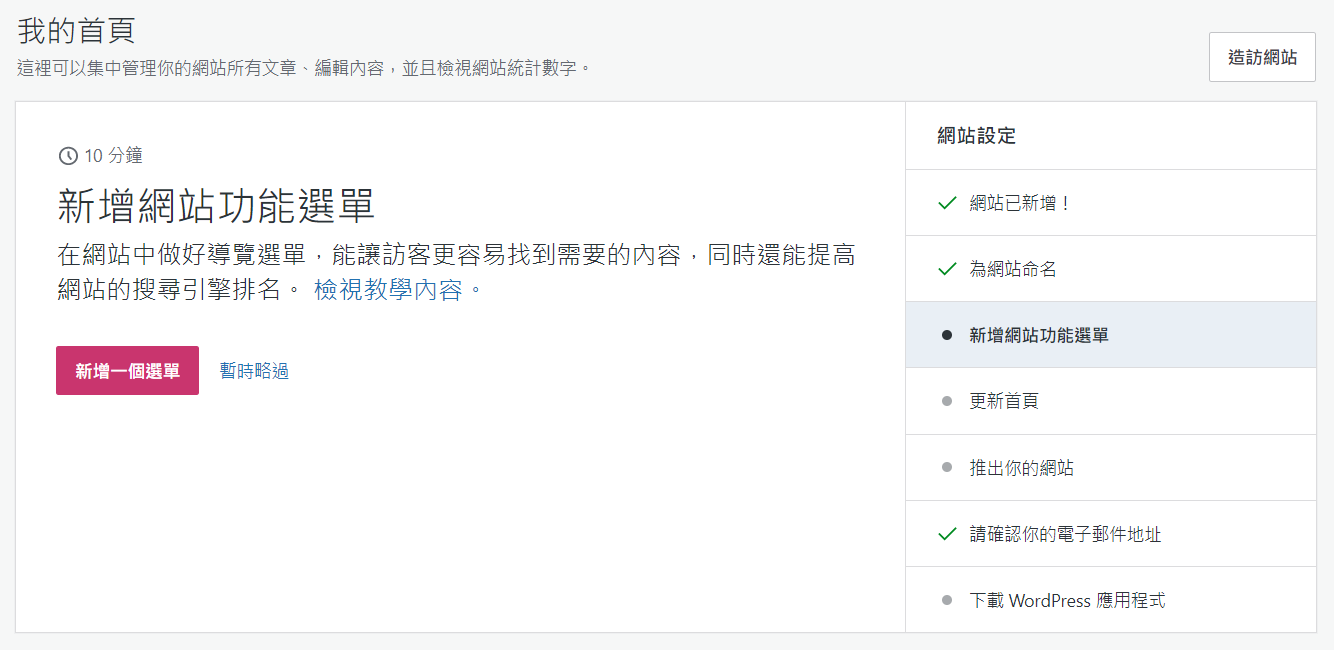 我的首頁
這裡可以集中管理你的網站所有文章、編輯內容，並且檢視網站統計數字。
造訪網站
10 分鐘
新增網站功能選單
在網站中做好導覽選單，能讓訪客更容易找到需要的內容，同時還能提高
網站的搜尋引擎排名。 檢視教學內容。
新增一個選單
暫時略過
網站設定
網站已新增！
為網站命名
新增網站功能選單
更新首頁
推出你的網站
請確認你的電子郵件地址
下載 WordPress 應用程式